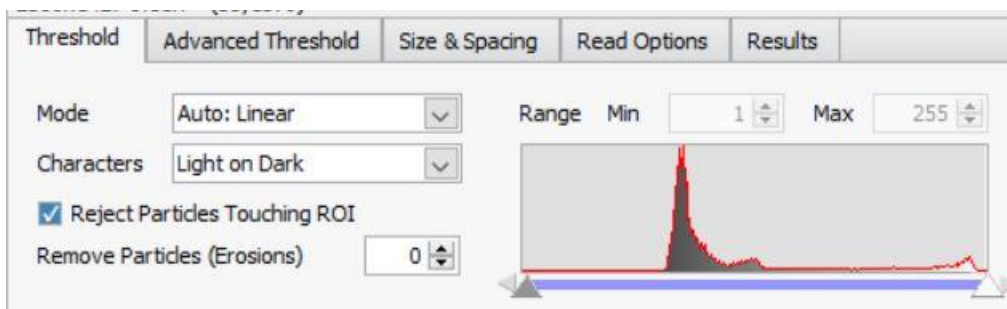 Threshold Advanced Threshold Size & Spacing Read Options Results
Mode Auto: Linear Range Min 1 Max 255
Characters Light on Dark
Reject Particles Touching ROI
Remove Particles (Erosions) 0